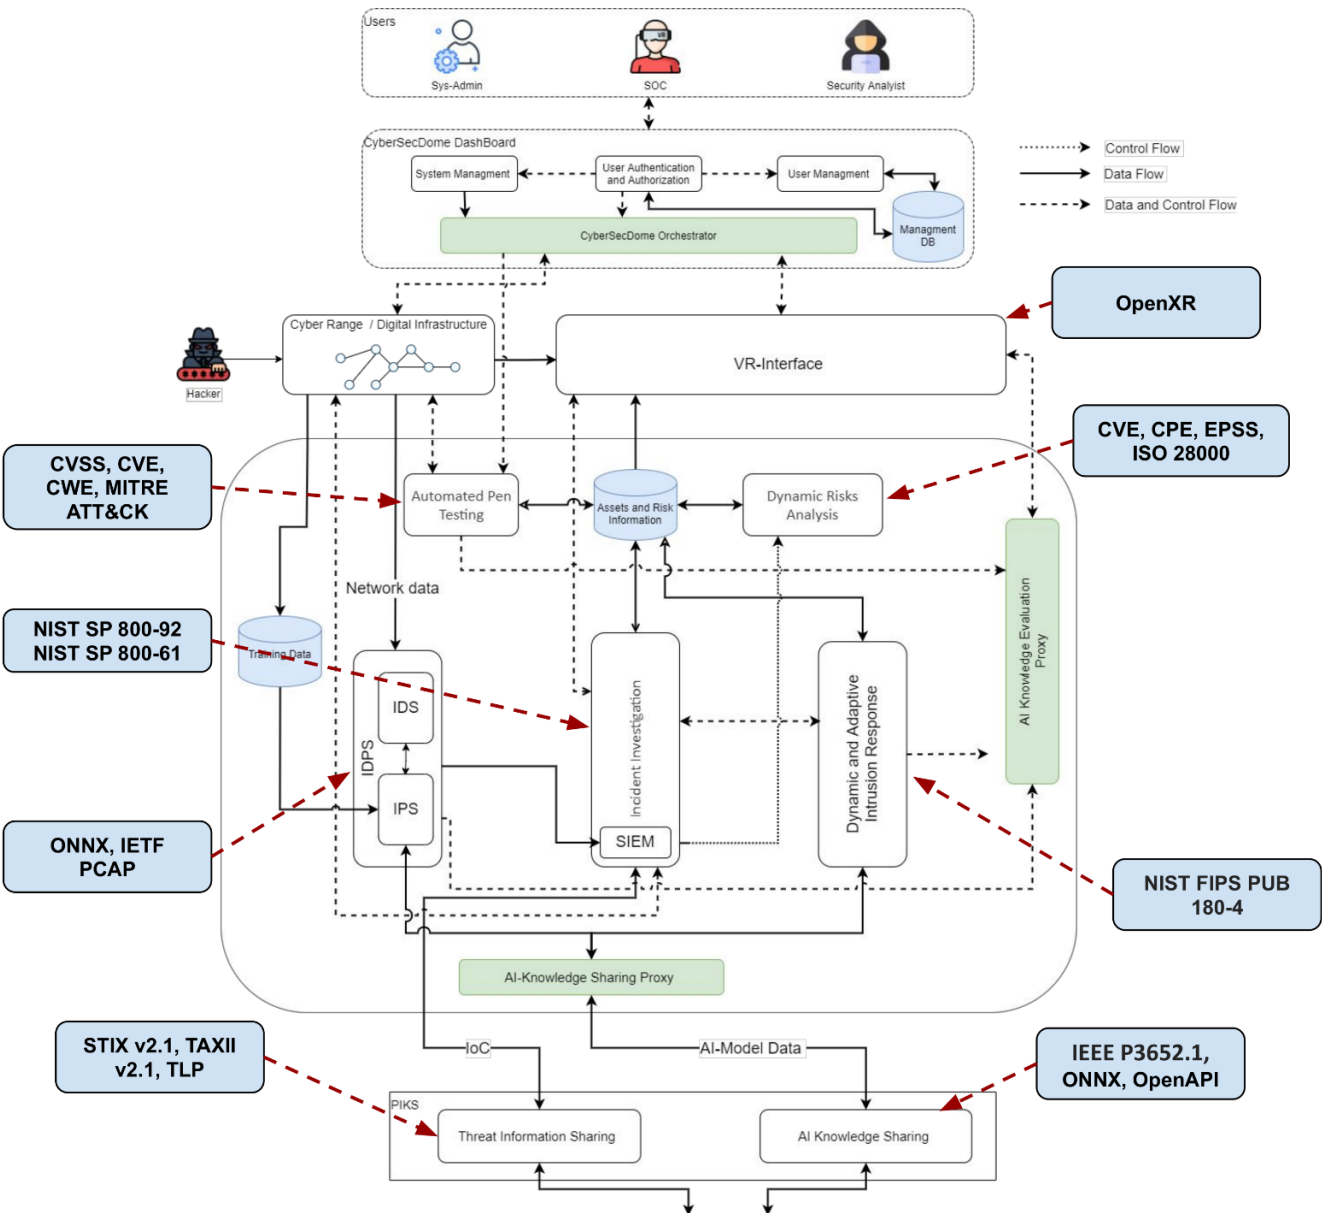 Users
Sys-Admin
SOC
VR
Security Analyist
CyberSecDome DashBoard
System Managment
User Authentication
and Authorization
User Managment
Managment
DB
CyberSecDome Orchestrator
Control Flow
Data Flow
Data and Control Flow
OpenXR
Cyber Range / Digital Infrastructure
VR-Interface
Hacker
CVSS, CVE,
CWE, MITRE
ATT&CK
CVE, CPE, EPSS,
ISO 28000
Automated Pen
Testing
Assets and Risk
Information
Dynamic Risks
Analysis
Network data
NIST SP 800-92
NIST SP 800-61
Training Data
AI Knowledge Evaluation
Proxy
IDS
IDPS
IPS
Incident Investigation
SIEM
Dynamic and Adaptive
Intrusion Response
ONNX, IETF
PCAP
NIST FIPS PUB
180-4
AI-Knowledge Sharing Proxy
STIX v2.1, TAXII
v2.1, TLP
IoC
AI-Model Data
IEEE P3652.1,
ONNX, OpenAPI
PIKS
Threat Information Sharing
AI Knowledge Sharing